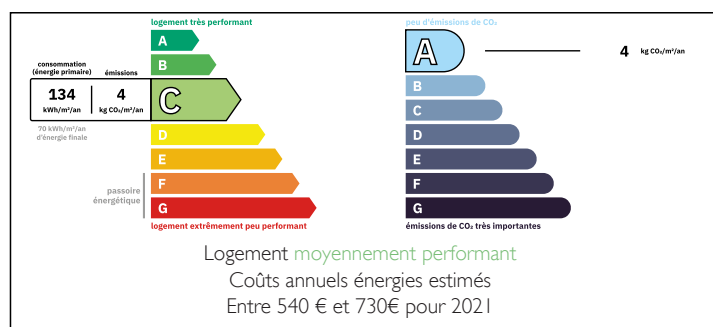 logement très performant
A
B
consommation
(énergie primaire)
émissions
134
kWh/m²/an
4
kg CO₂/m²/an
C
70 kWh/m²/an
d'énergie finale
D
E
passoire
énergétique
F
G
logement extrêmement peu performant
peu d'émissions de CO₂
A
4 kg CO₂/m²/an
B
C
D
E
F
G
émissions de CO₂ très importantes
Logement moyennement performant
Coûts annuels énergies estimés
Entre 540 € et 730€ pour 2021